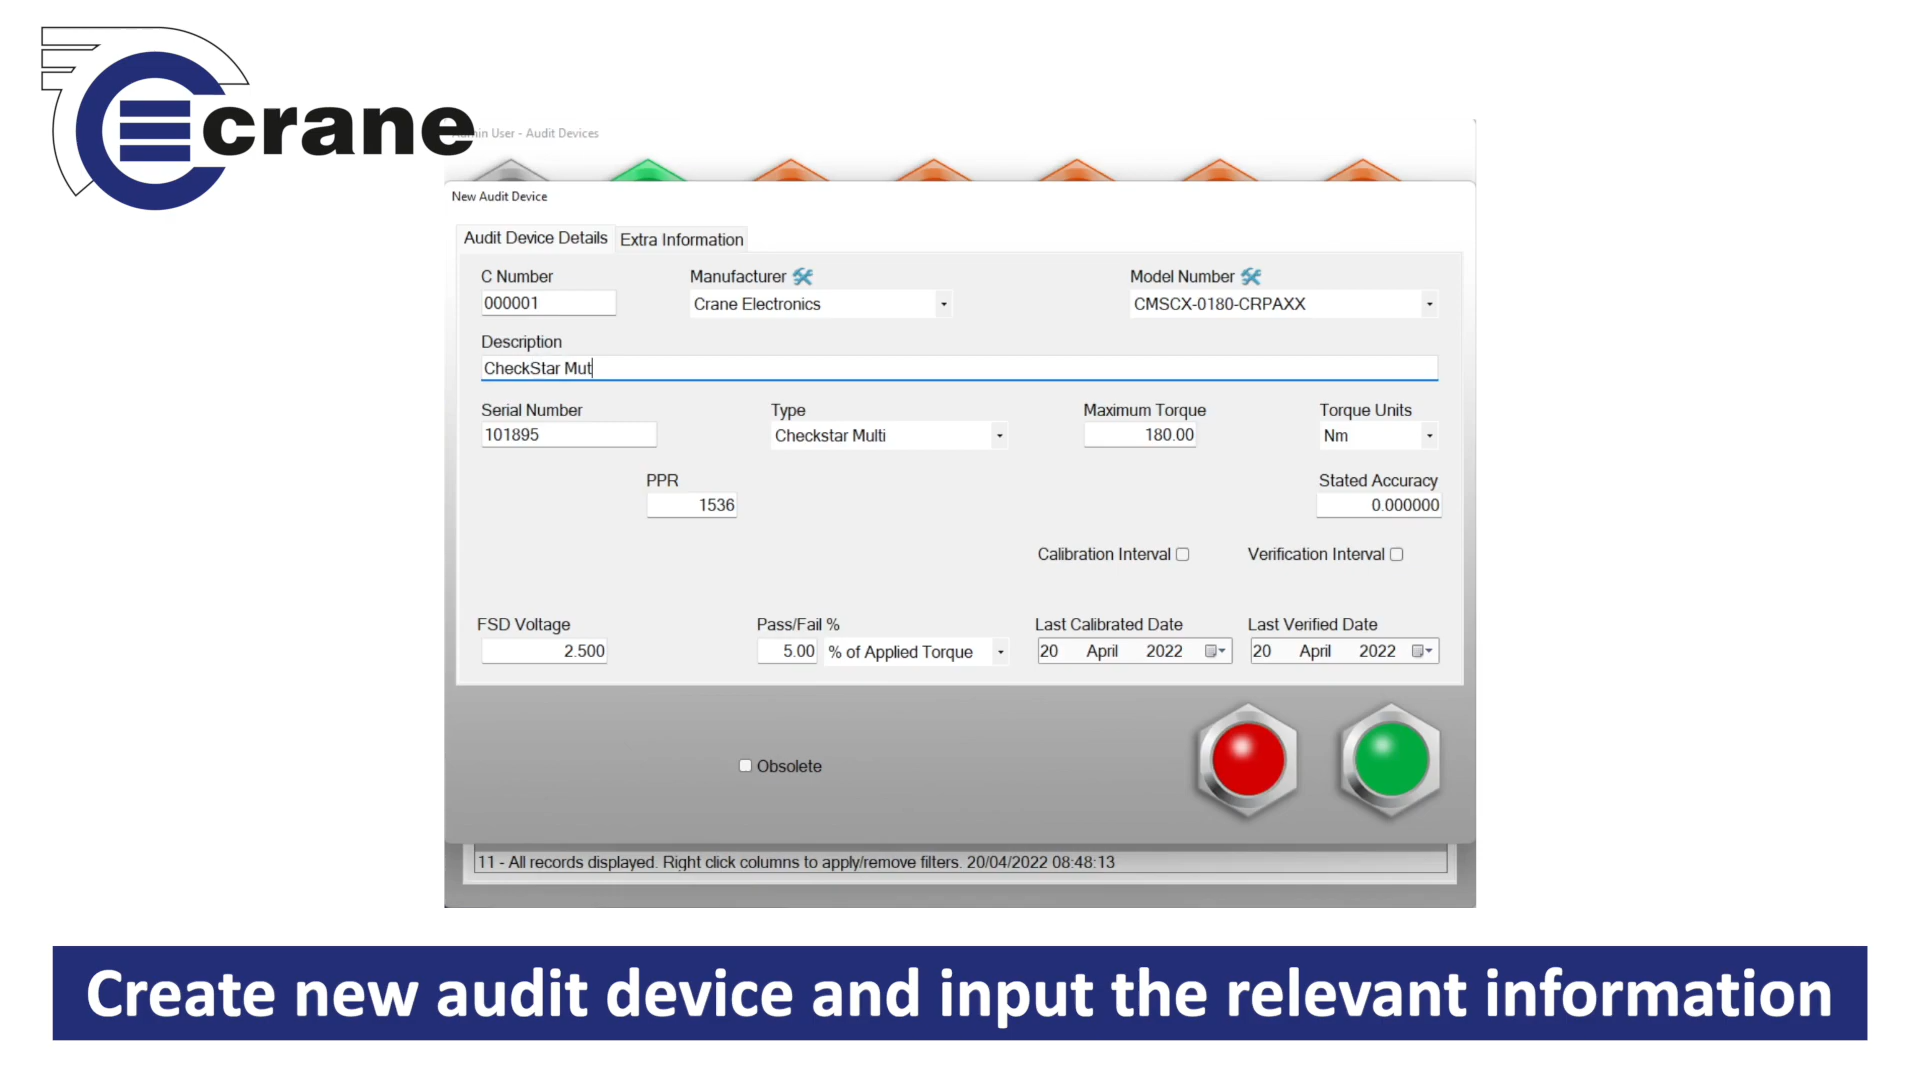 crane
min User - Audit Devices
New Audit Device
Audit Device Details Extra Information
C Number Manufacturer Model Number
000001 Crane Electronics CMSCX-0180-CRPAXX
Description
CheckStar Mut
Serial Number Type Maximum Torque Torque Units
101895 Checkstar Multi 180.00 Nm
PPR Stated Accuracy
1536 0.000000
Calibration Interval Verification Interval
FSD Voltage Pass/Fail % Last Calibrated Date Last Verified Date
2.500 5.00 % of Applied Torque 20 April 2022 20 April 2022
Obsolete
11 - All records displayed. Right click columns to apply/remove filters. 20/04/2022 08:48:13
Create new audit device and input the relevant information